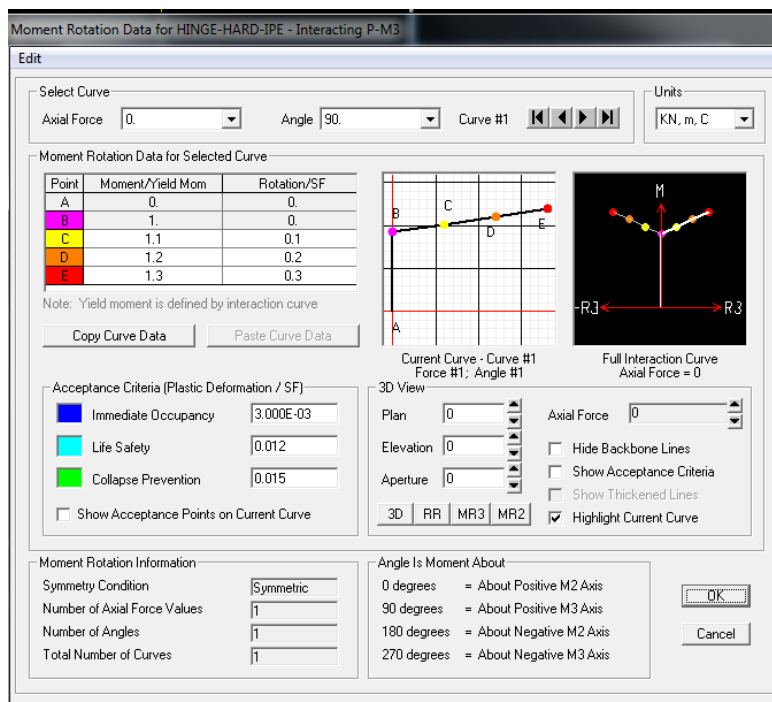 Moment Rotation Data for HINGE-HARD-IPE - Interacting P-M3
Edit
Select Curve
Axial Force 0. Angle 90. Curve #1
Units
KN, m, C
Moment Rotation Data for Selected Curve
Point Moment/Yield Mom Rotation/SF
A 0. 0.
B 1. 0.
C 1.1 0.1
D 1.2 0.2
E 1.3 0.3
Note: Yield moment is defined by interaction curve
Copy Curve Data Paste Curve Data
B C D E A
Current Curve - Curve #1
Force #1; Angle #1
M
-R3 R3
Full Interaction Curve
Axial Force = 0
Acceptance Criteria (Plastic Deformation / SF)
Immediate Occupancy 3.000E-03
Life Safety 0.012
Collapse Prevention 0.015
Show Acceptance Points on Current Curve
3D View
Plan 0
Elevation 0
Aperture 0
3D RR MR3 MR2
Axial Force 0
Hide Backbone Lines
Show Acceptance Criteria
Show Thickened Lines
Highlight Current Curve
Moment Rotation Information
Symmetry Condition Symmetric
Number of Axial Force Values 1
Number of Angles 1
Total Number of Curves 1
Angle Is Moment About
0 degrees = About Positive M2 Axis
90 degrees = About Positive M3 Axis
180 degrees = About Negative M2 Axis
270 degrees = About Negative M3 Axis
OK
Cancel